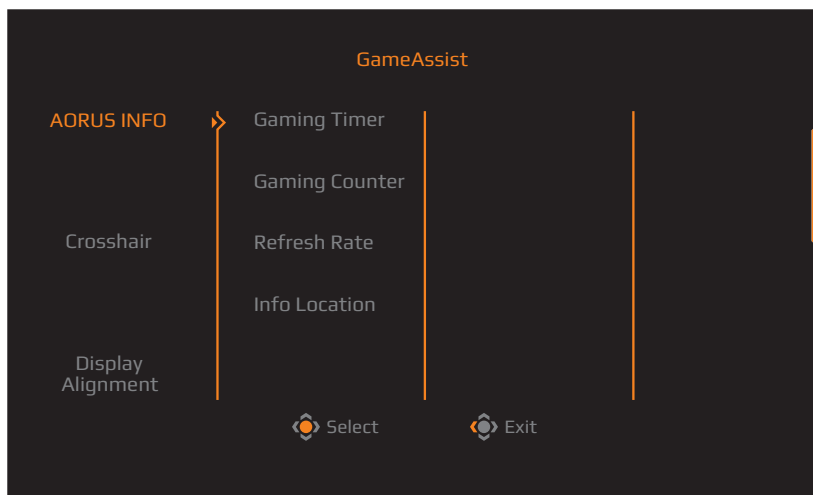 GameAssist
AORUS INFO
Gaming Timer
Gaming Counter
Crosshair
Refresh Rate
Info Location
Display
Alignment
Select
Exit